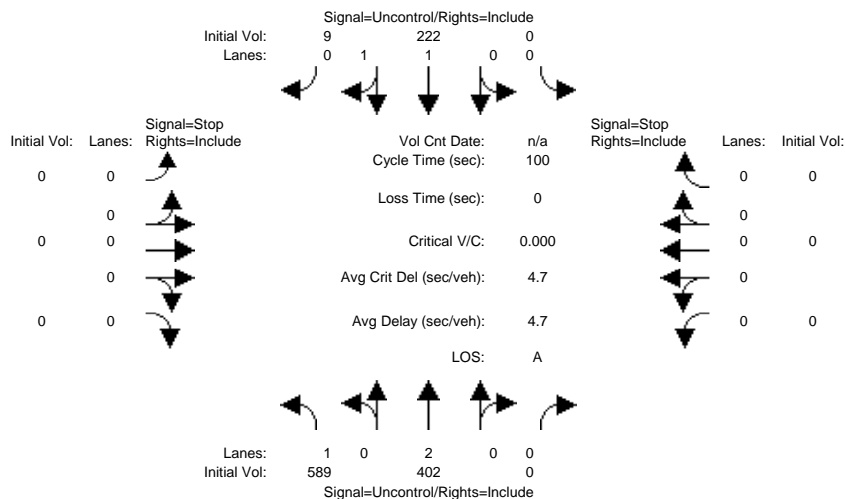 Signal=Uncontrol/Rights=Include
Initial Vol: 9 222 0
Lanes: 0 1 1 0 0
Signal=Stop Signal=Stop
Initial Vol: Lanes: Rights=Include Vol Cnt Date: n/a Rights=Include Lanes: Initial Vol:
Cycle Time (sec): 100
0 0 0 0
Loss Time (sec): 0
0 0
0 0 Critical V/C: 0.000 0 0
0 Avg Crit Del (sec/veh): 4.7 0
0 0 Avg Delay (sec/veh): 4.7 0 0
LOS: A
Lanes: 1 0 2 0 0
Initial Vol: 589 402 0
Signal=Uncontrol/Rights=Include